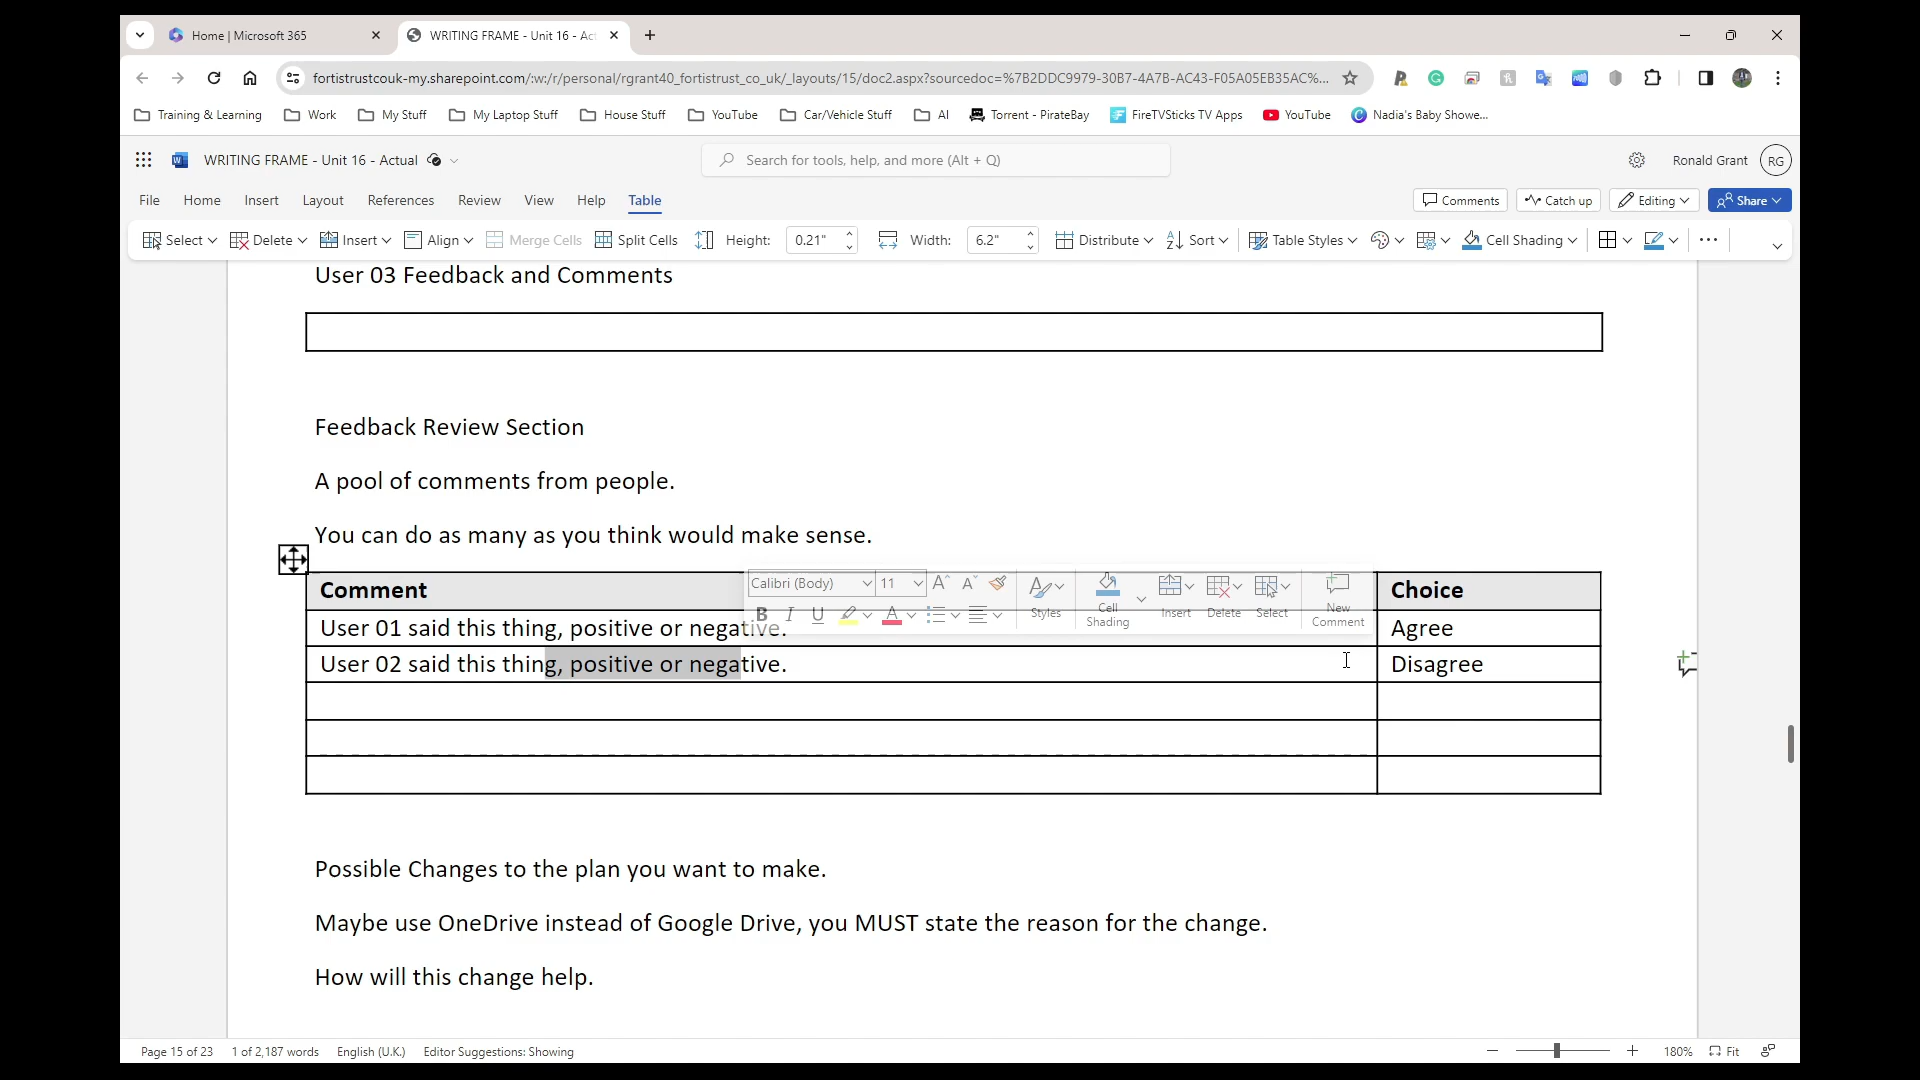 Home | Microsoft 365
WRITING FRAME - Unit 16 - Act
fortistrustcouk-my.sharepoint.com/:w:/r/personal/rgrant40_fortistrust_co_uk/_layouts/15/doc2.aspx?sourcedoc=%7B2DDC9979-30B7-4A7B-AC43-F05A05EB35AC%...
Training & Learning Work My Stuff My Laptop Stuff House Stuff YouTube Car/Vehicle Stuff AI Torrent - PirateBay FireTVSticks TV Apps YouTube Nadia's Baby Showe...
WRITING FRAME - Unit 16 - Actual
Search for tools, help, and more (Alt + Q)
Ronald Grant RG
File Home Insert Layout References Review View Help Table
Comments Catch up Editing Share
Select Delete Insert Align Merge Cells Split Cells Height: 0.21" Width: 6.2" Distribute Sort Table Styles Cell Shading
User 03 Feedback and Comments
Feedback Review Section
A pool of comments from people.
You can do as many as you think would make sense.
Comment Choice
Calibri (Body) 11
Styles Cell Shading Insert Delete Select New Comment
User 01 said this thing, positive or negative. Agree
User 02 said this thing, positive or negative. Disagree
Possible Changes to the plan you want to make.
Maybe use OneDrive instead of Google Drive, you MUST state the reason for the change.
How will this change help.
Page 15 of 23 1 of 2,187 words English (U.K.) Editor Suggestions: Showing 180% Fit